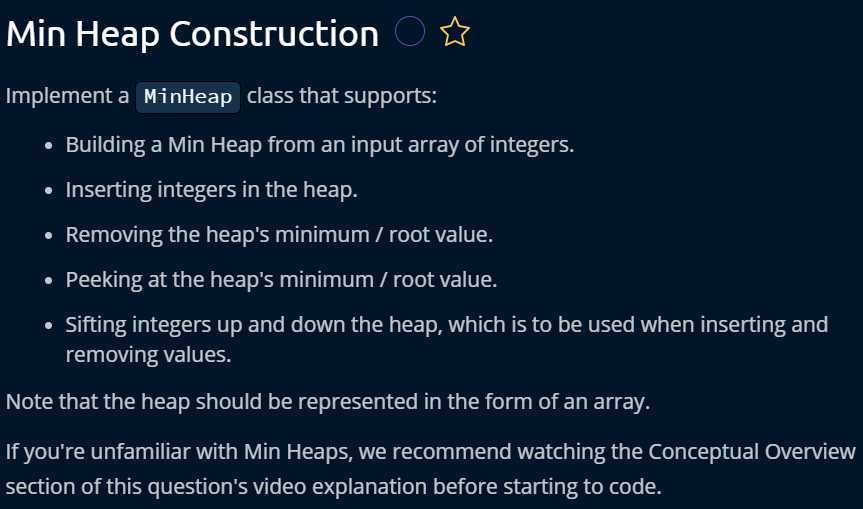 Min Heap Construction
Implement a MinHeap class that supports:
• Building a Min Heap from an input array of integers.
• Inserting integers in the heap.
• Removing the heap's minimum / root value.
• Peeking at the heap's minimum / root value.
• Sifting integers up and down the heap, which is to be used when inserting and
removing values.
Note that the heap should be represented in the form of an array.
If you're unfamiliar with Min Heaps, we recommend watching the Conceptual Overview
section of this question's video explanation before starting to code.